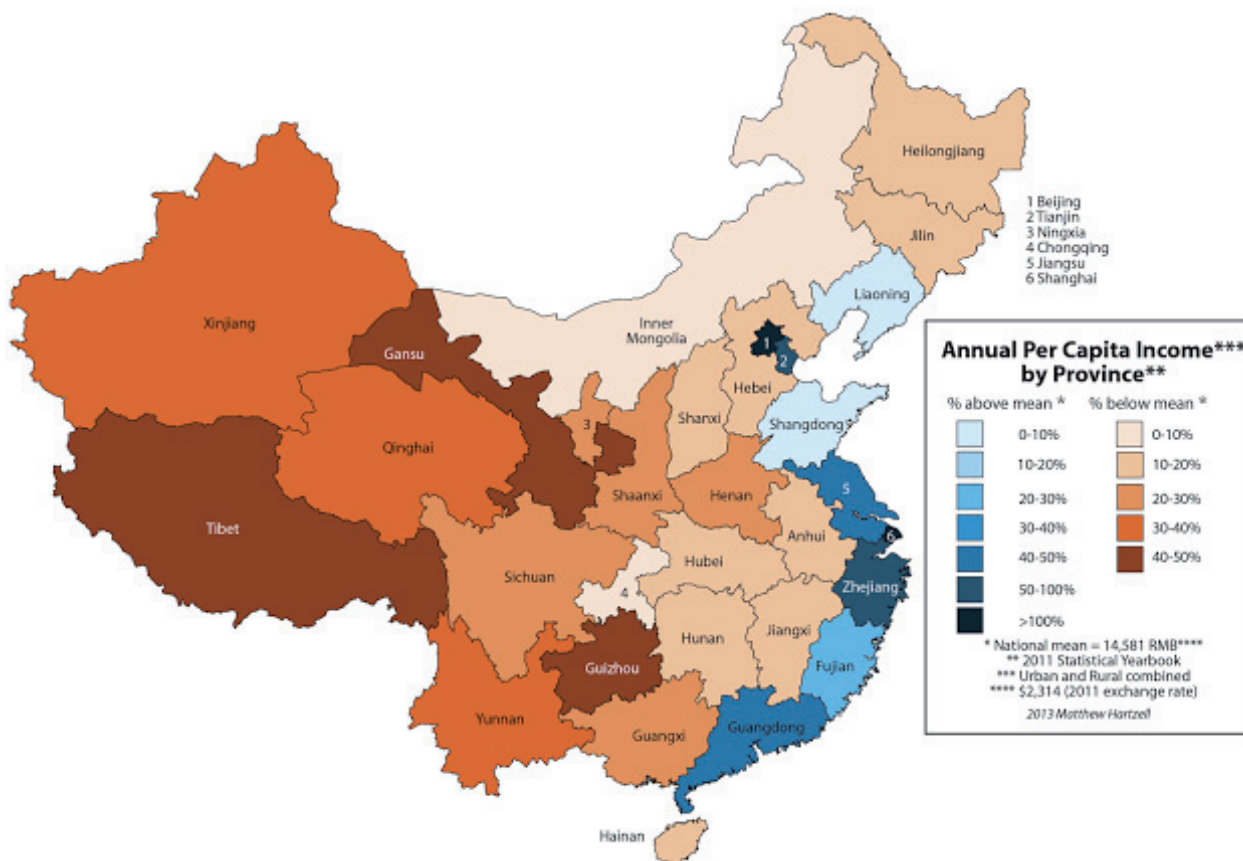 Heilongjiang
1 Beijing
2 Tianjin
3 Ningxia
4 Chongqing
5 Jiangsu
6 Shanghai
Jilin
Liaoning
Xinjiang
Inner
Mongolia
Gansu
1
2
Hebei
Shanxi
Shangdong
3
Qinghai
Shaanxi
Henan
5
Tibet
Anhui
6
Sichuan
Hubei
Zhejiang
4
Hunan
Jiangxi
Guizhou
Fujian
Yunnan
Guangxi
Guangdong
Hainan
Annual Per Capita Income***
by Province**
% above mean * % below mean *
0-10% 0-10%
10-20% 10-20%
20-30% 20-30%
30-40% 30-40%
40-50% 40-50%
50-100%
>100%
* National mean = 14,581 RMB****
** 2011 Statistical Yearbook
*** Urban and Rural combined
**** $2,314 (2011 exchange rate)
2013 Matthew Hartzell